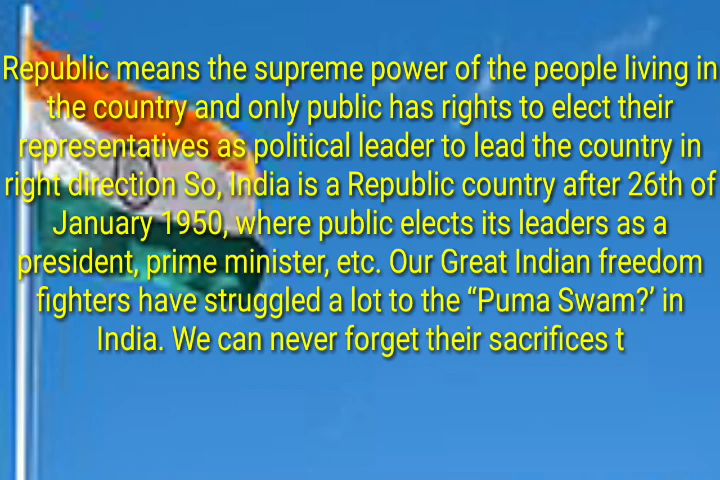 Republic means the supreme power of the people living in
the country and only public has rights to elect their
representatives as political leader to lead the country in
right direction So, India is a Republic country after 26th of
January 1950, where public elects its leaders as a
president, prime minister, etc. Our Great Indian freedom
fighters have struggled a lot to the “Puma Swam?’ in
India. We can never forget their sacrifices t